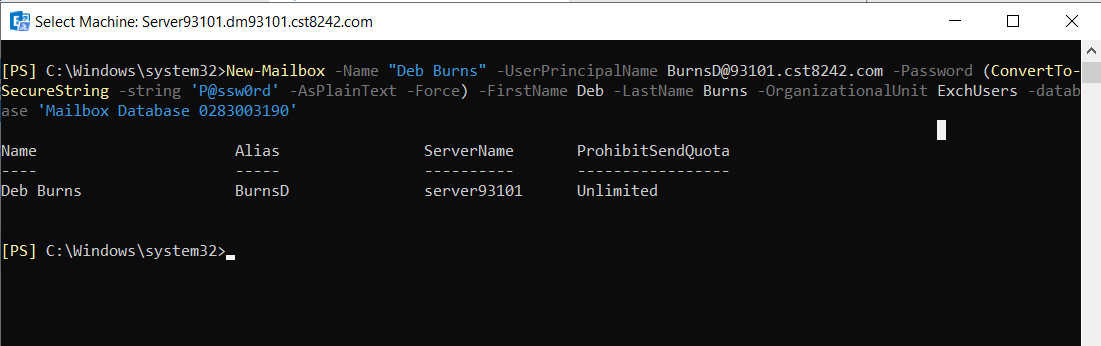 Select Machine: Server93101.dm93101.cst8242.com
[PS] C:\Windows\system32>New-Mailbox -Name "Deb Burns" -UserPrincipalName BurnsD@93101.cst8242.com -Password (ConvertTo-
SecureString -string 'P@ssw0rd' -AsPlainText -Force) -FirstName Deb -LastName Burns -OrganizationalUnit ExchUsers -datab
ase 'Mailbox Database 0283003190'
Name Alias ServerName ProhibitSendQuota
---- ----- ---------- -----------------
Deb Burns BurnsD server93101 Unlimited
[PS] C:\Windows\system32>